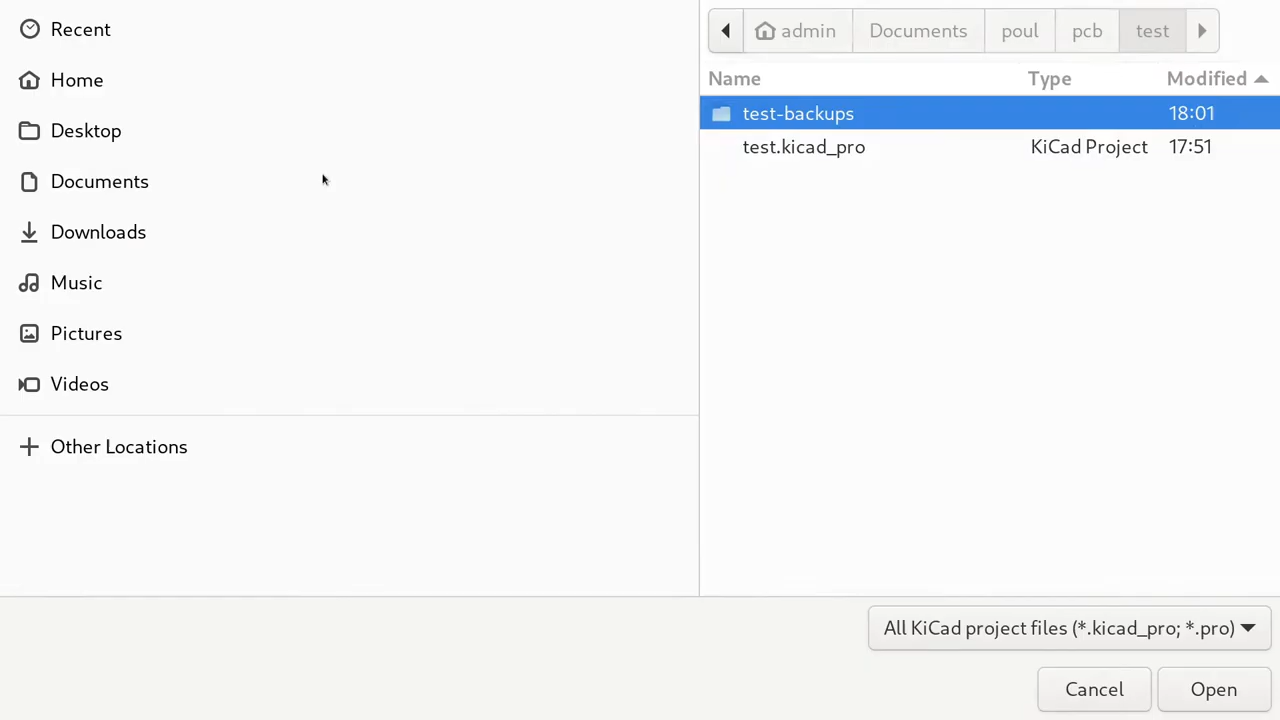 Recent
Home
Desktop
Documents
Downloads
Music
Pictures
Videos
Other Locations
admin Documents poul pcb test
Name Type Modified
test-backups 18:01
test.kicad_pro KiCad Project 17:51
All KiCad project files (*.kicad_pro; *.pro)
Cancel Open